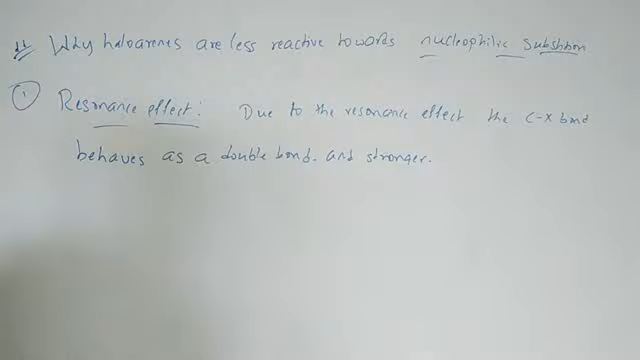 Why haloarenes are less reactive towards nucleophilic substitution
① Resonance effect: Due to the resonance effect the C-X bond
behaves as a double bond. and stronger.